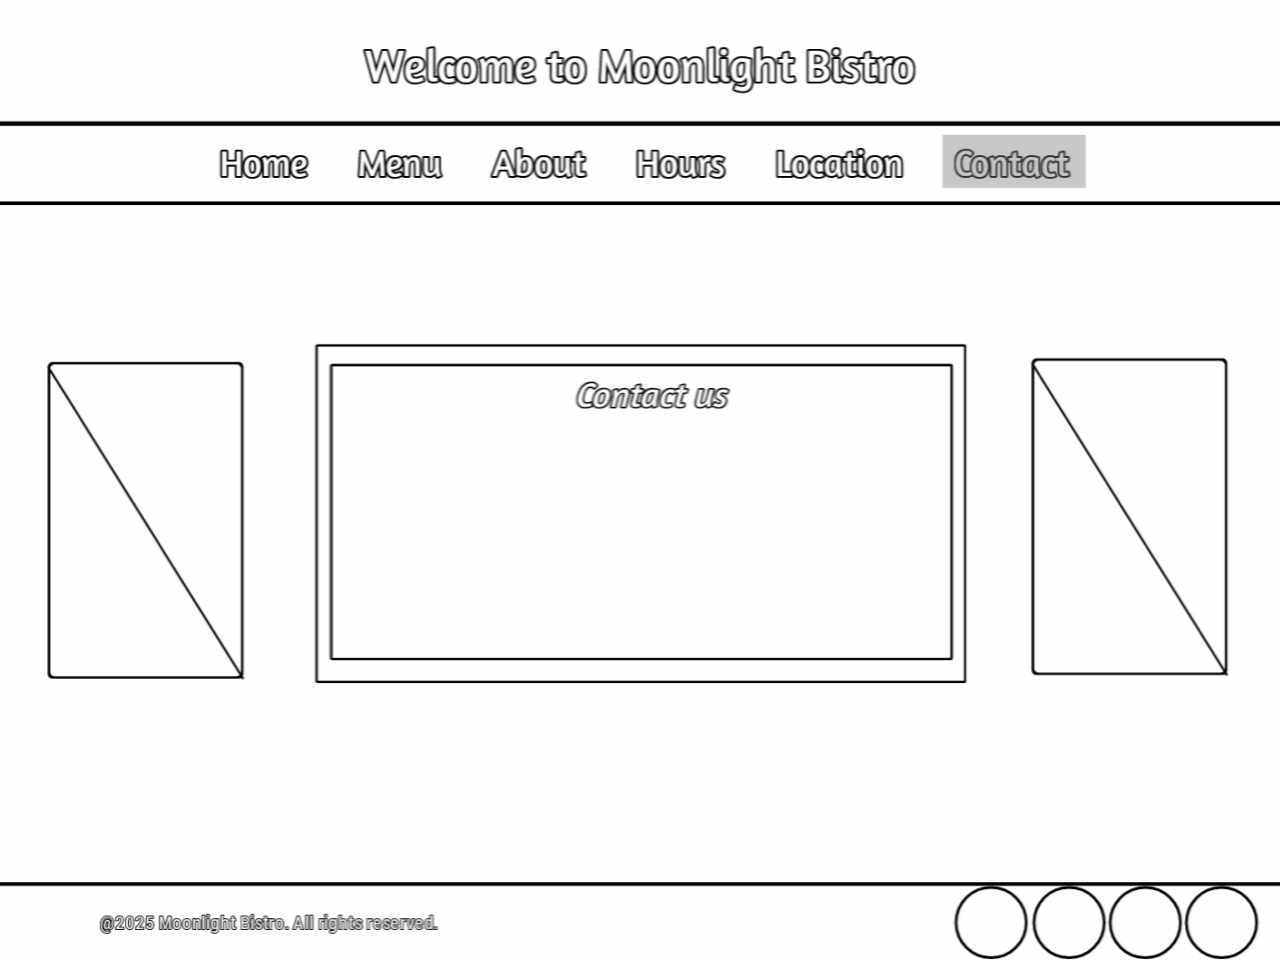 Welcome to Moonlight Bistro
Home Menu About Hours Location Contact
Contact us
@2025 Moonlight Bistro. All rights reserved.